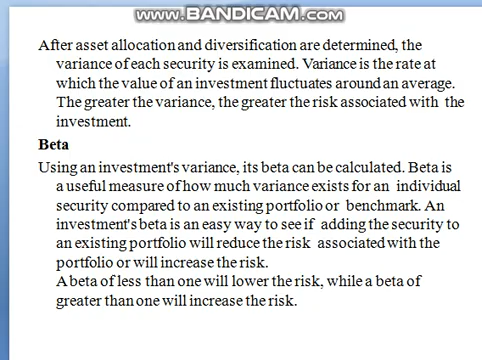 www.BANDICAM.com
After asset allocation and diversification are determined, the
variance of each security is examined. Variance is the rate at
which the value of an investment fluctuates around an average.
The greater the variance, the greater the risk associated with the
investment.
Beta
Using an investment's variance, its beta can be calculated. Beta is
a useful measure of how much variance exists for an individual
security compared to an existing portfolio or benchmark. An
investment's beta is an easy way to see if adding the security to
an existing portfolio will reduce the risk associated with the
portfolio or will increase the risk.
A beta of less than one will lower the risk, while a beta of
greater than one will increase the risk.